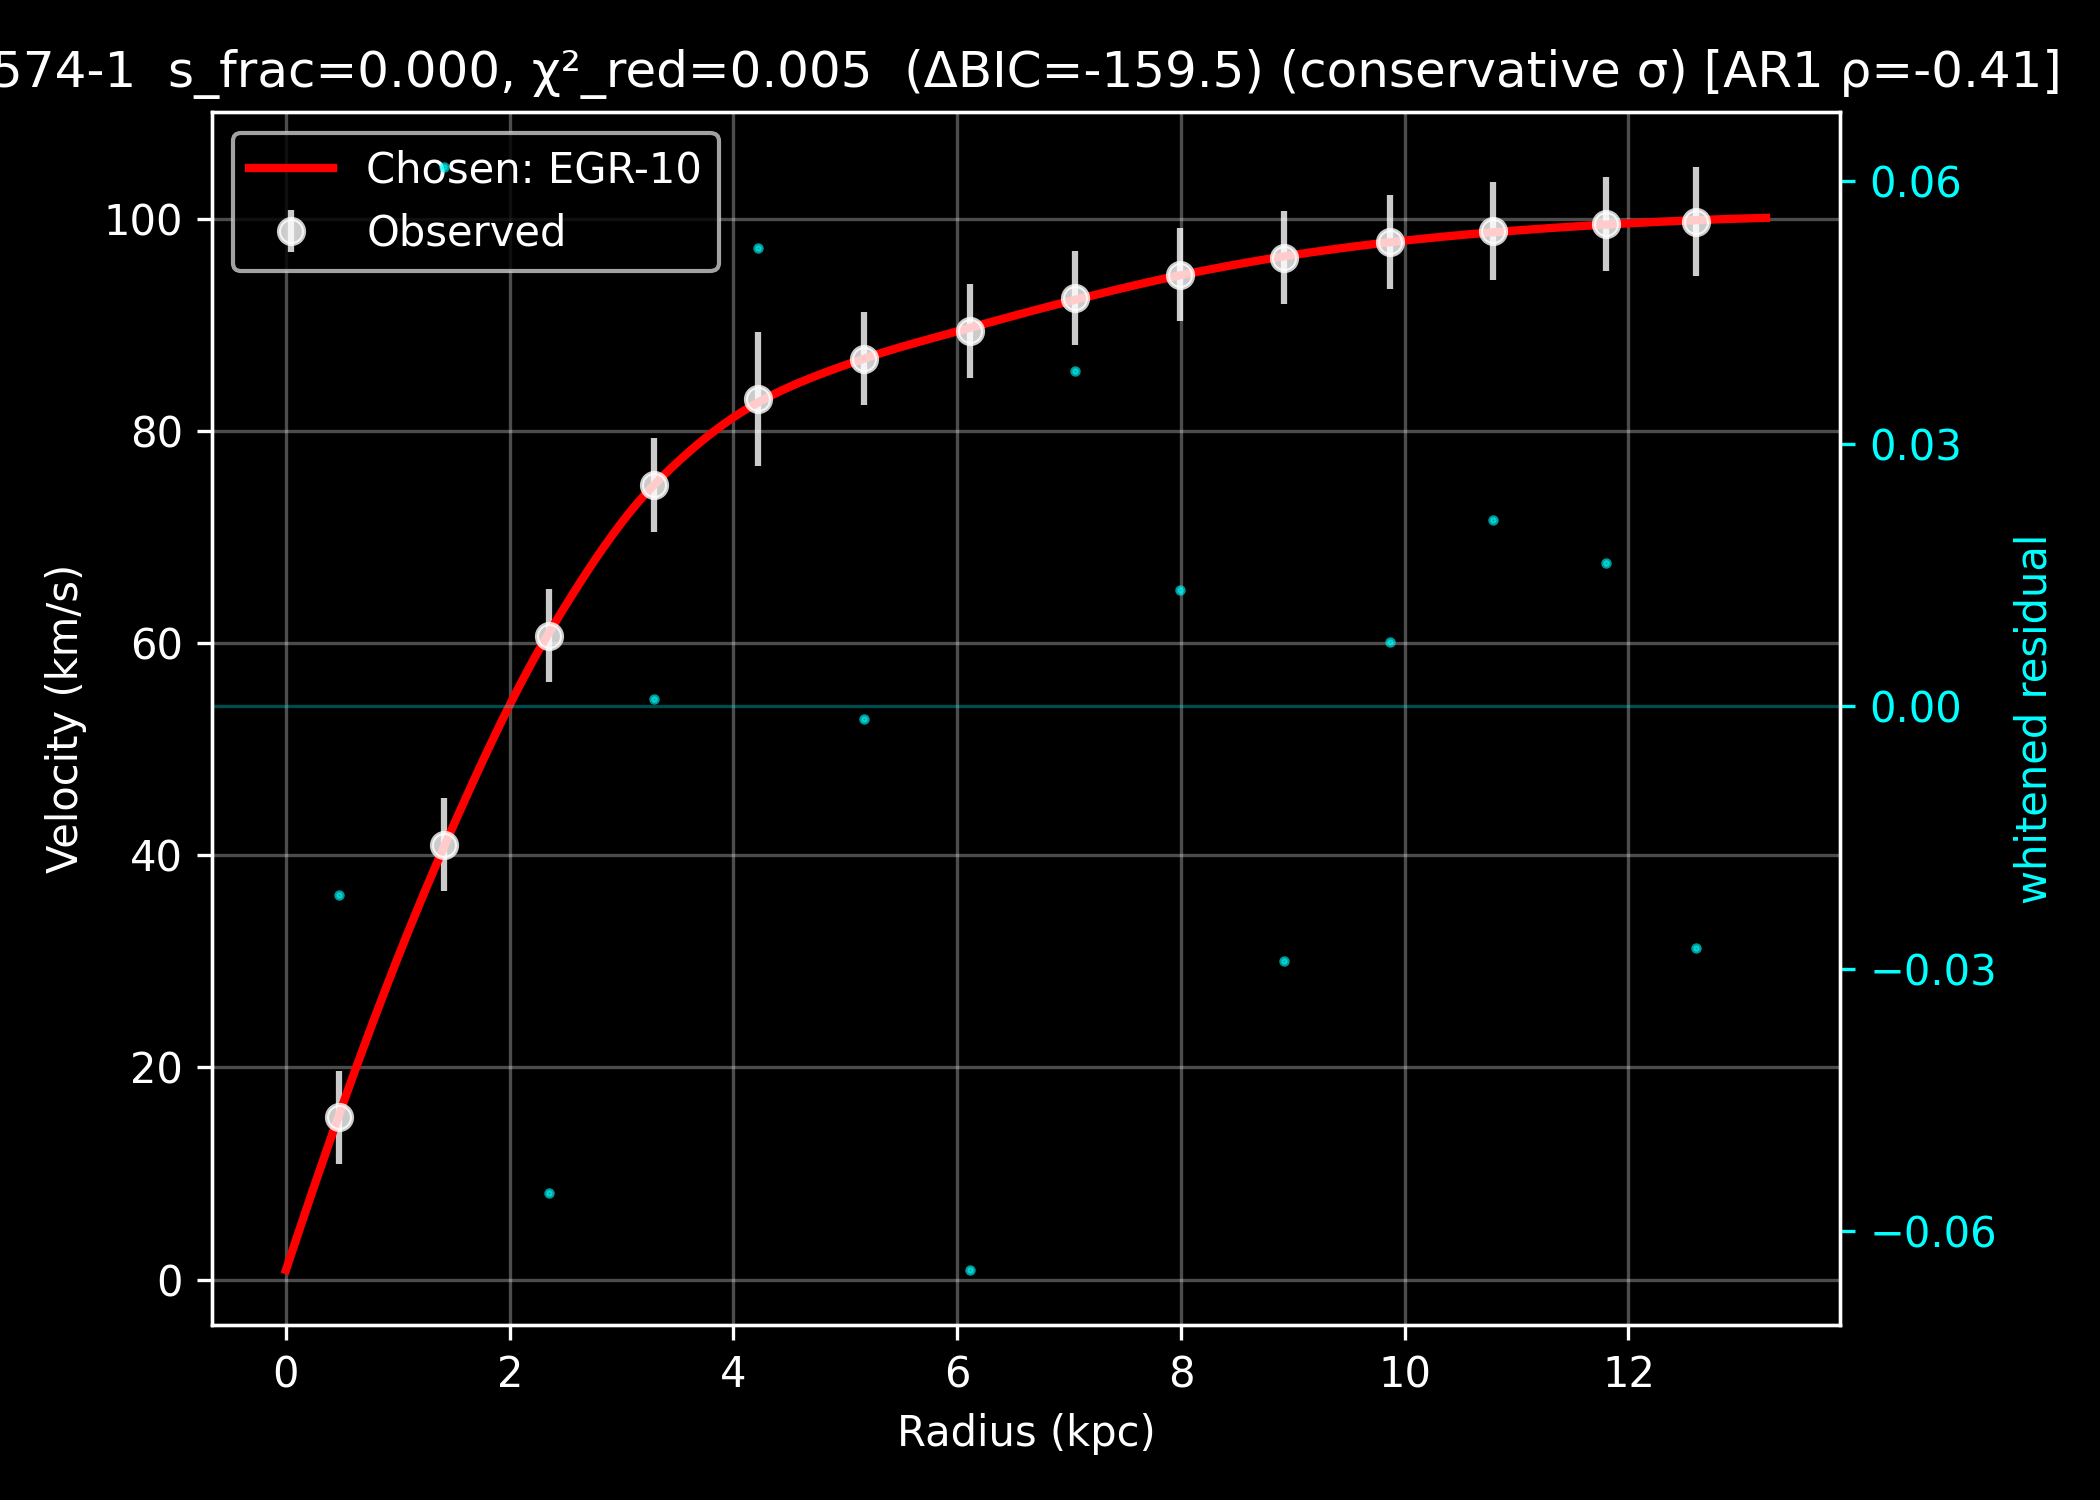 574-1 s_frac=0.000, χ²_red=0.005 (ΔBIC=-159.5) (conservative σ) [AR1 ρ=-0.41]
Chosen: EGR-10
Observed
100
80
60
40
20
0
Velocity (km/s)
0.06
0.03
0.00
−0.03
−0.06
whitened residual
0 2 4 6 8 10 12
Radius (kpc)